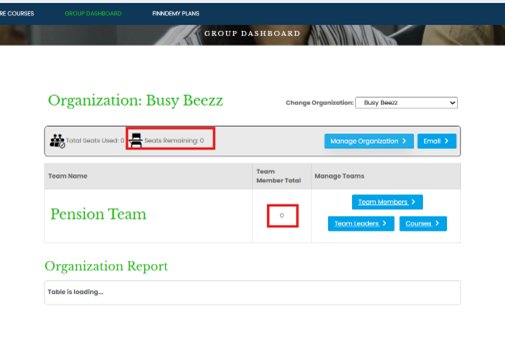 RE COURSES GROUP DASHBOARD FINNDEMY PLANS
GROUP DASHBOARD
Organization: Busy Beezz
Change Organization: Busy Beezz
Total Seats Used: 0 Seats Remaining: 0
Manage Organization >
Email >
Team Name
Team Member Total
Manage Teams
Pension Team
0
Team Members >
Team Leaders >
Courses >
Organization Report
Table is loading...